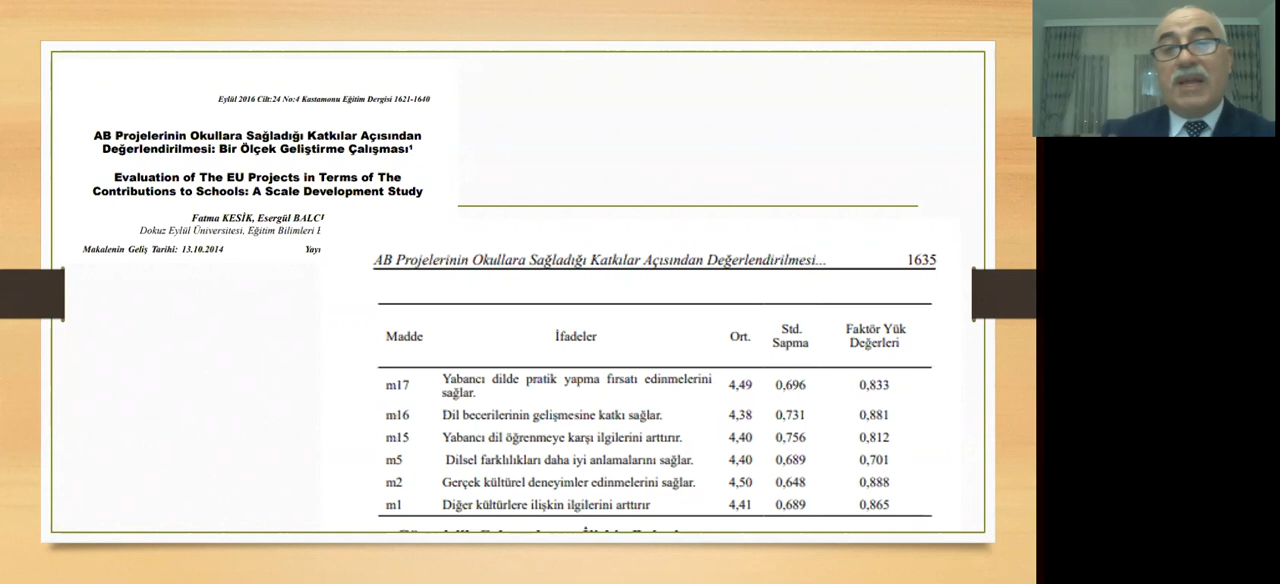 Eylül 2016 Cilt:24 No:4 Kastamonu Eğitim Dergisi 1621-1640
AB Projelerinin Okullara Sağladığı Katkılar Açısından
Değerlendirilmesi: Bir Ölçek Geliştirme Çalışması¹
Evaluation of The EU Projects in Terms of The
Contributions to Schools: A Scale Development Study
Fatma KESİK, Esergül BALCI
Dokuz Eylül Üniversitesi, Eğitim Bilimleri
Makalenin Geliş Tarihi: 13.10.2014
AB Projelerinin Okullara Sağladığı Katkılar Açısından Değerlendirilmesi... 1635
Madde İfadeler Ort. Std. Sapma Faktör Yük Değerleri
m17 Yabancı dilde pratik yapma fırsatı edinmelerini sağlar. 4,49 0,696 0,833
m16 Dil becerilerinin gelişmesine katkı sağlar. 4,38 0,731 0,881
m15 Yabancı dil öğrenmeye karşı ilgilerini arttırır. 4,40 0,756 0,812
m5 Dilsel farklılıkları daha iyi anlamalarını sağlar. 4,40 0,689 0,701
m2 Gerçek kültürel deneyimler edinmelerini sağlar. 4,50 0,648 0,888
m1 Diğer kültürlere ilişkin ilgilerini arttırır 4,41 0,689 0,865